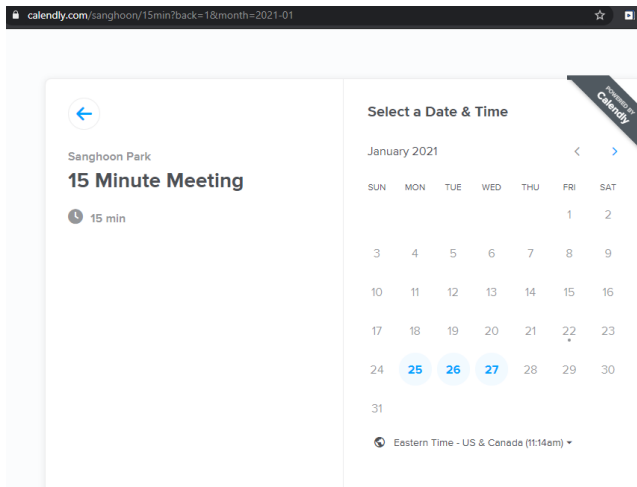 calendly.com/sanghoon/15min?back=1&month=2021-01
POWERED BY
Calendly
Sanghoon Park
15 Minute Meeting
15 min
Select a Date & Time
January 2021
SUN MON TUE WED THU FRI SAT
1 2
3 4 5 6 7 8 9
10 11 12 13 14 15 16
17 18 19 20 21 22 23
24 25 26 27 28 29 30
31
Eastern Time - US & Canada (11:14am)